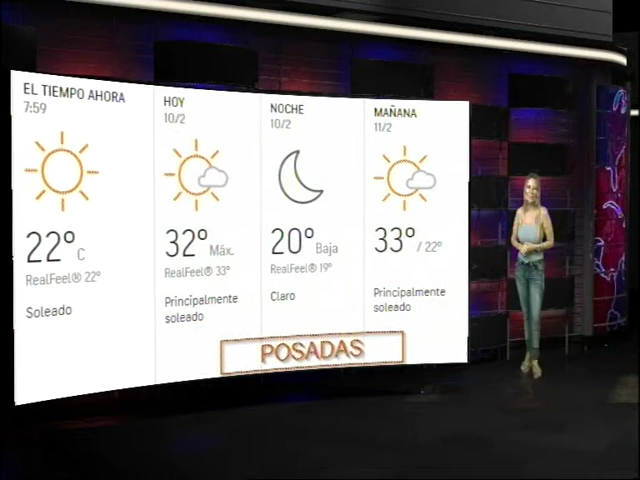 EL TIEMPO AHORA
7:59
22° C
RealFeel® 22°
Soleado
HOY
10/2
32° Máx.
RealFeel® 33°
Principalmente
soleado
NOCHE
10/2
20° Baja
RealFeel® 19°
Claro
MAÑANA
11/2
33° / 22°
Principalmente
soleado
POSADAS